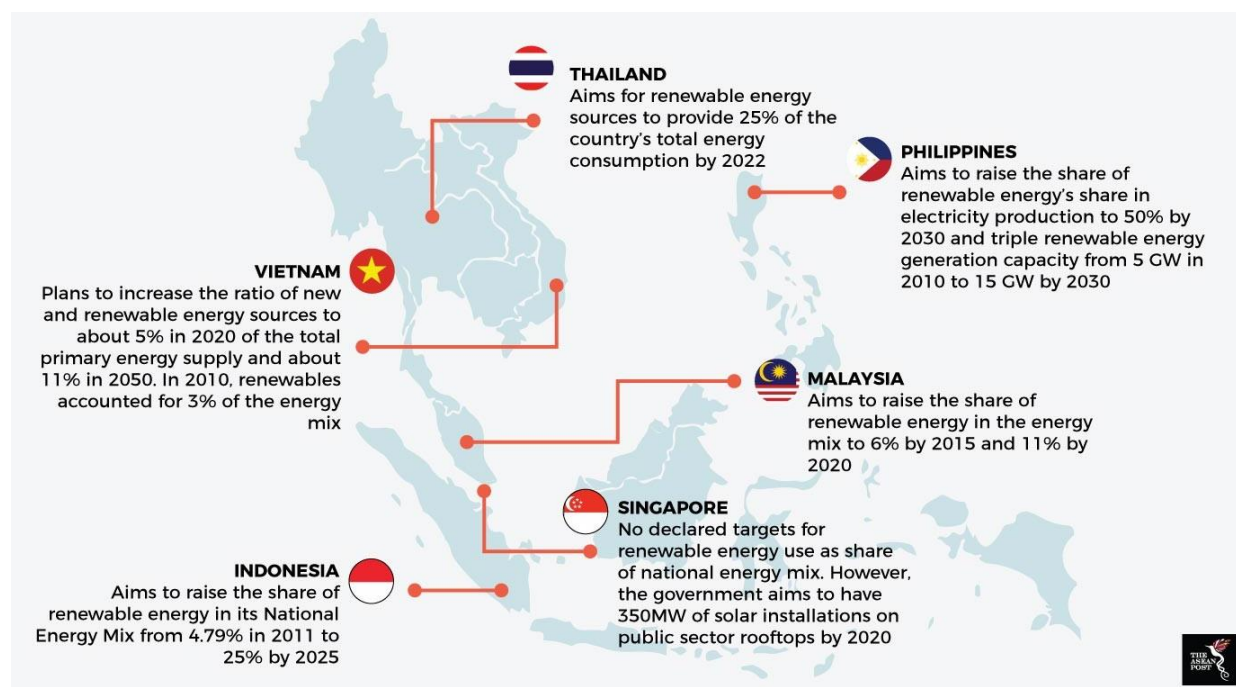 THAILAND
Aims for renewable energy
sources to provide 25% of the
country's total energy
consumption by 2022
PHILIPPINES
Aims to raise the share of
renewable energy's share in
electricity production to 50% by
2030 and triple renewable energy
generation capacity from 5 GW in
2010 to 15 GW by 2030
VIETNAM
Plans to increase the ratio of new
and renewable energy sources to
about 5% in 2020 of the total
primary energy supply and about
11% in 2050. In 2010, renewables
accounted for 3% of the energy
mix
MALAYSIA
Aims to raise the share of
renewable energy in the energy
mix to 6% by 2015 and 11% by
2020
SINGAPORE
No declared targets for
renewable energy use as share
of national energy mix. However,
the government aims to have
350MW of solar installations on
public sector rooftops by 2020
INDONESIA
Aims to raise the share of
renewable energy in its National
Energy Mix from 4.79% in 2011 to
25% by 2025
THE
ASEAN
POST